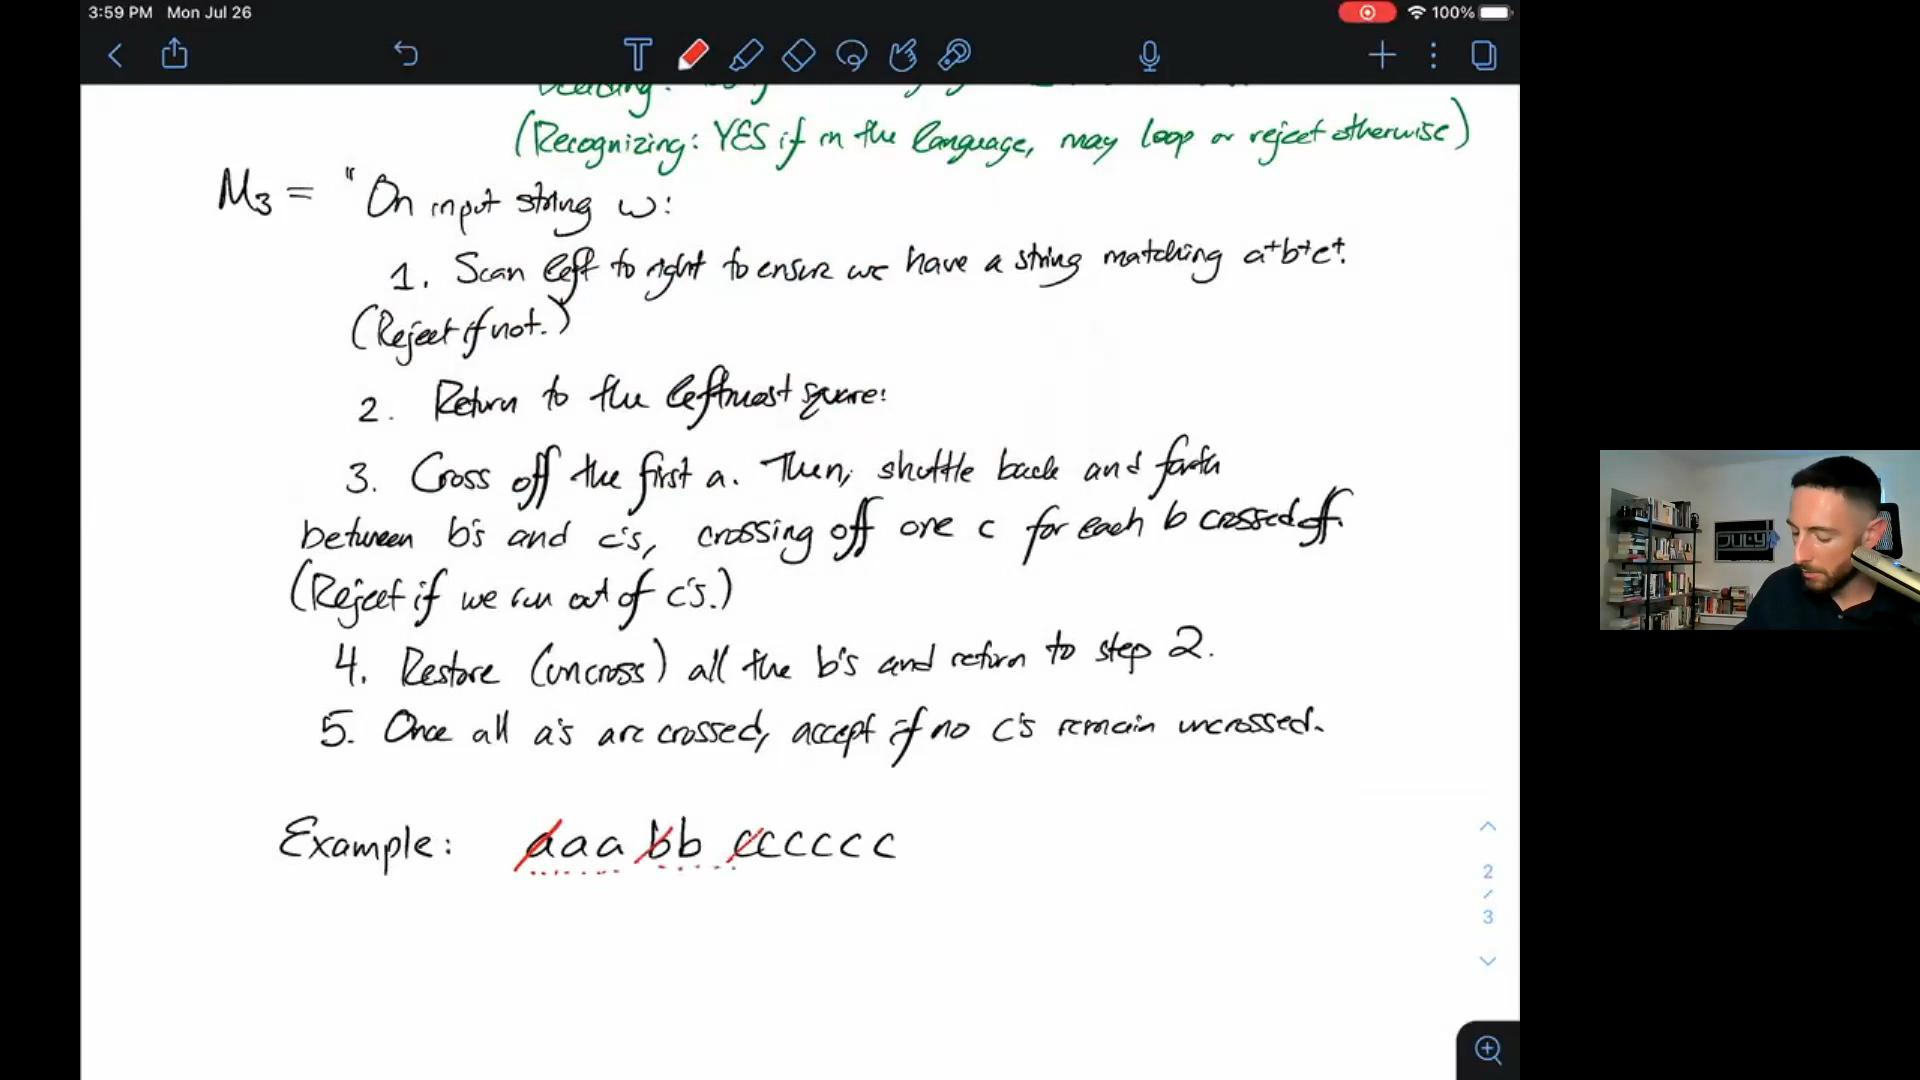 3:59 PM Mon Jul 26
100%
(Recognizing: YES if in the language, may loop or reject otherwise)
M3 = "On input string w:
1. Scan left to right to ensure we have a string matching a+b+c+.
(Reject if not.)
2. Return to the leftmost square.
3. Cross off the first a. Then, shuttle back and forth
between b's and c's, crossing off one c for each b crossed off.
(Reject if we run out of c's.)
4. Restore (uncross) all the b's and return to step 2.
5. Once all a's are crossed, accept if no c's remain uncrossed.
Example: aaa bb cccccc
2
/
3